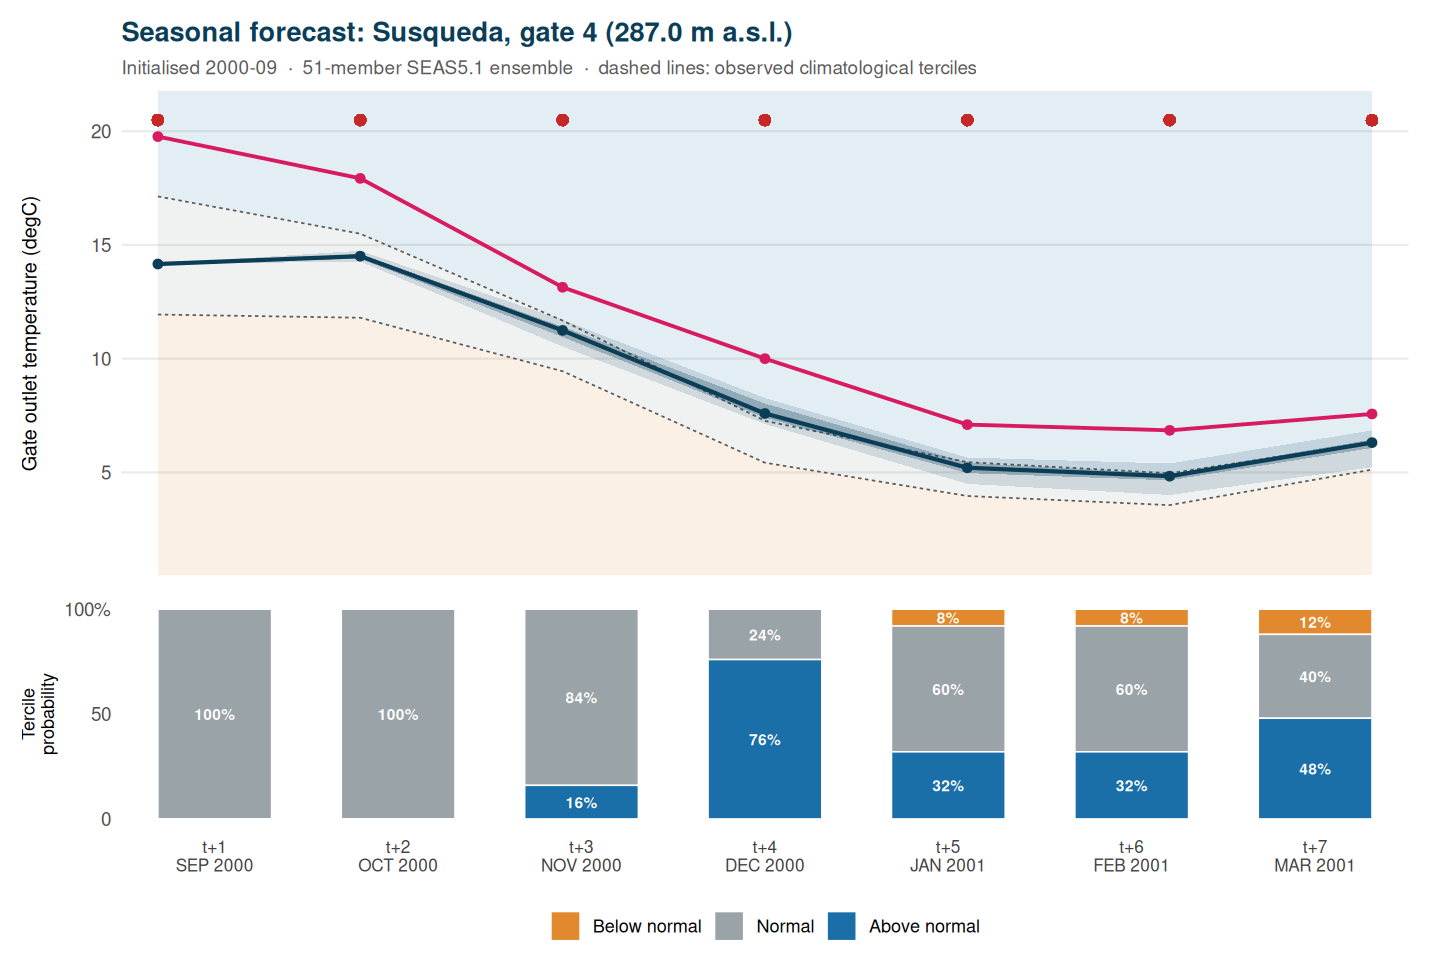 Seasonal forecast: Susqueda, gate 4 (287.0 m a.s.l.)
Initialised 2000-09 · 51-member SEAS5.1 ensemble · dashed lines: observed climatological terciles
Gate outlet temperature (degC)
20
15
10
5
Tercile
probability
100%
50
0
100%
100%
84%
16%
24%
76%
8%
60%
32%
8%
60%
32%
12%
40%
48%
t+1
SEP 2000
t+2
OCT 2000
t+3
NOV 2000
t+4
DEC 2000
t+5
JAN 2001
t+6
FEB 2001
t+7
MAR 2001
Below normal
Normal
Above normal